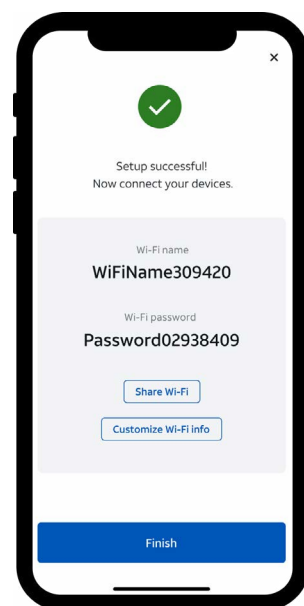 Setup successful!
Now connect your devices.
Wi-Fi name
WiFiName309420
Wi-Fi password
Password02938409
Share Wi-Fi
Customize Wi-Fi info
Finish